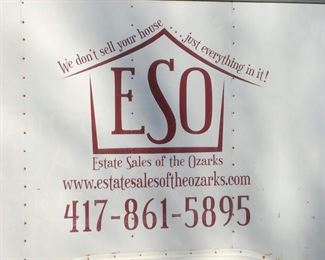 We don't sell your house ....just everything in it!
ESO
Estate Sales of the Ozarks
www.estatesalesoftheozarks.com
417-861-5895